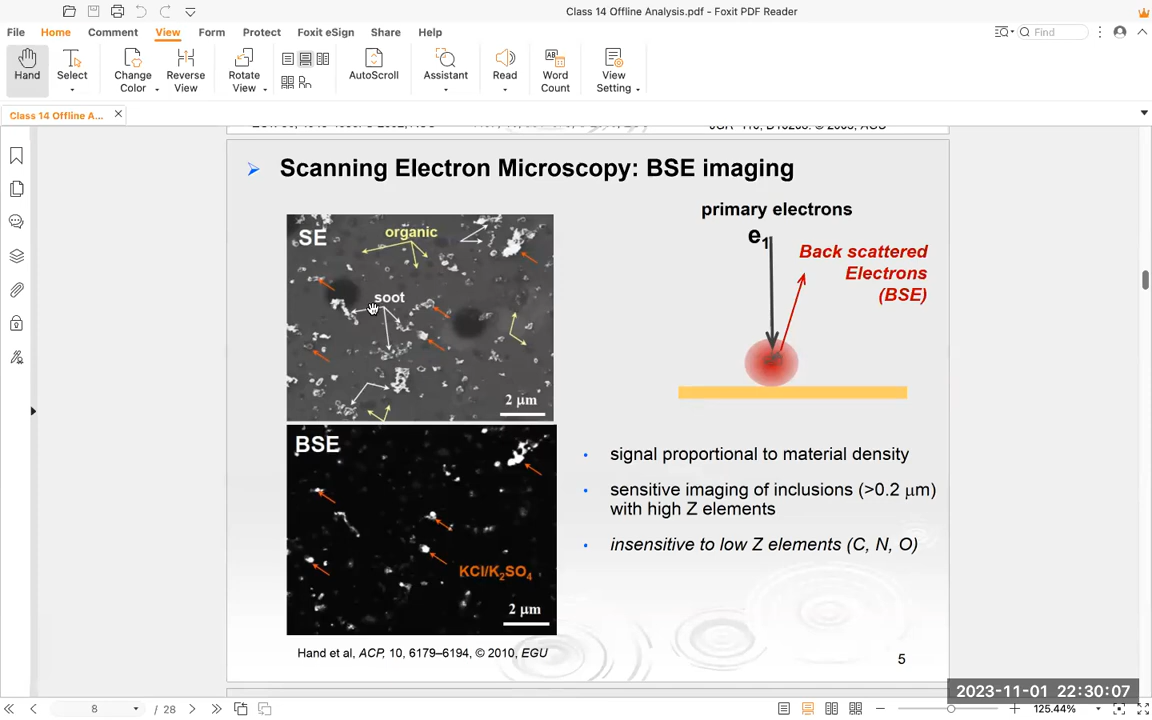 Class 14 Offline Analysis.pdf - Foxit PDF Reader
File Home Comment View Form Protect Foxit eSign Share Help
Find
Hand
Select
Change Color
Reverse View
Rotate View
AutoScroll
Assistant
Read
Word Count
View Setting
Class 14 Offline A...
Scanning Electron Microscopy: BSE imaging
SE
organic
soot
2 μm
BSE
KCl/K₂SO₄
2 μm
Hand et al, ACP, 10, 6179–6194, © 2010, EGU
primary electrons
e₁
Back scattered
Electrons
(BSE)
• signal proportional to material density
• sensitive imaging of inclusions (>0.2 μm)
with high Z elements
• insensitive to low Z elements (C, N, O)
5
2023-11-01 22:30:07
8 / 28
125.44%